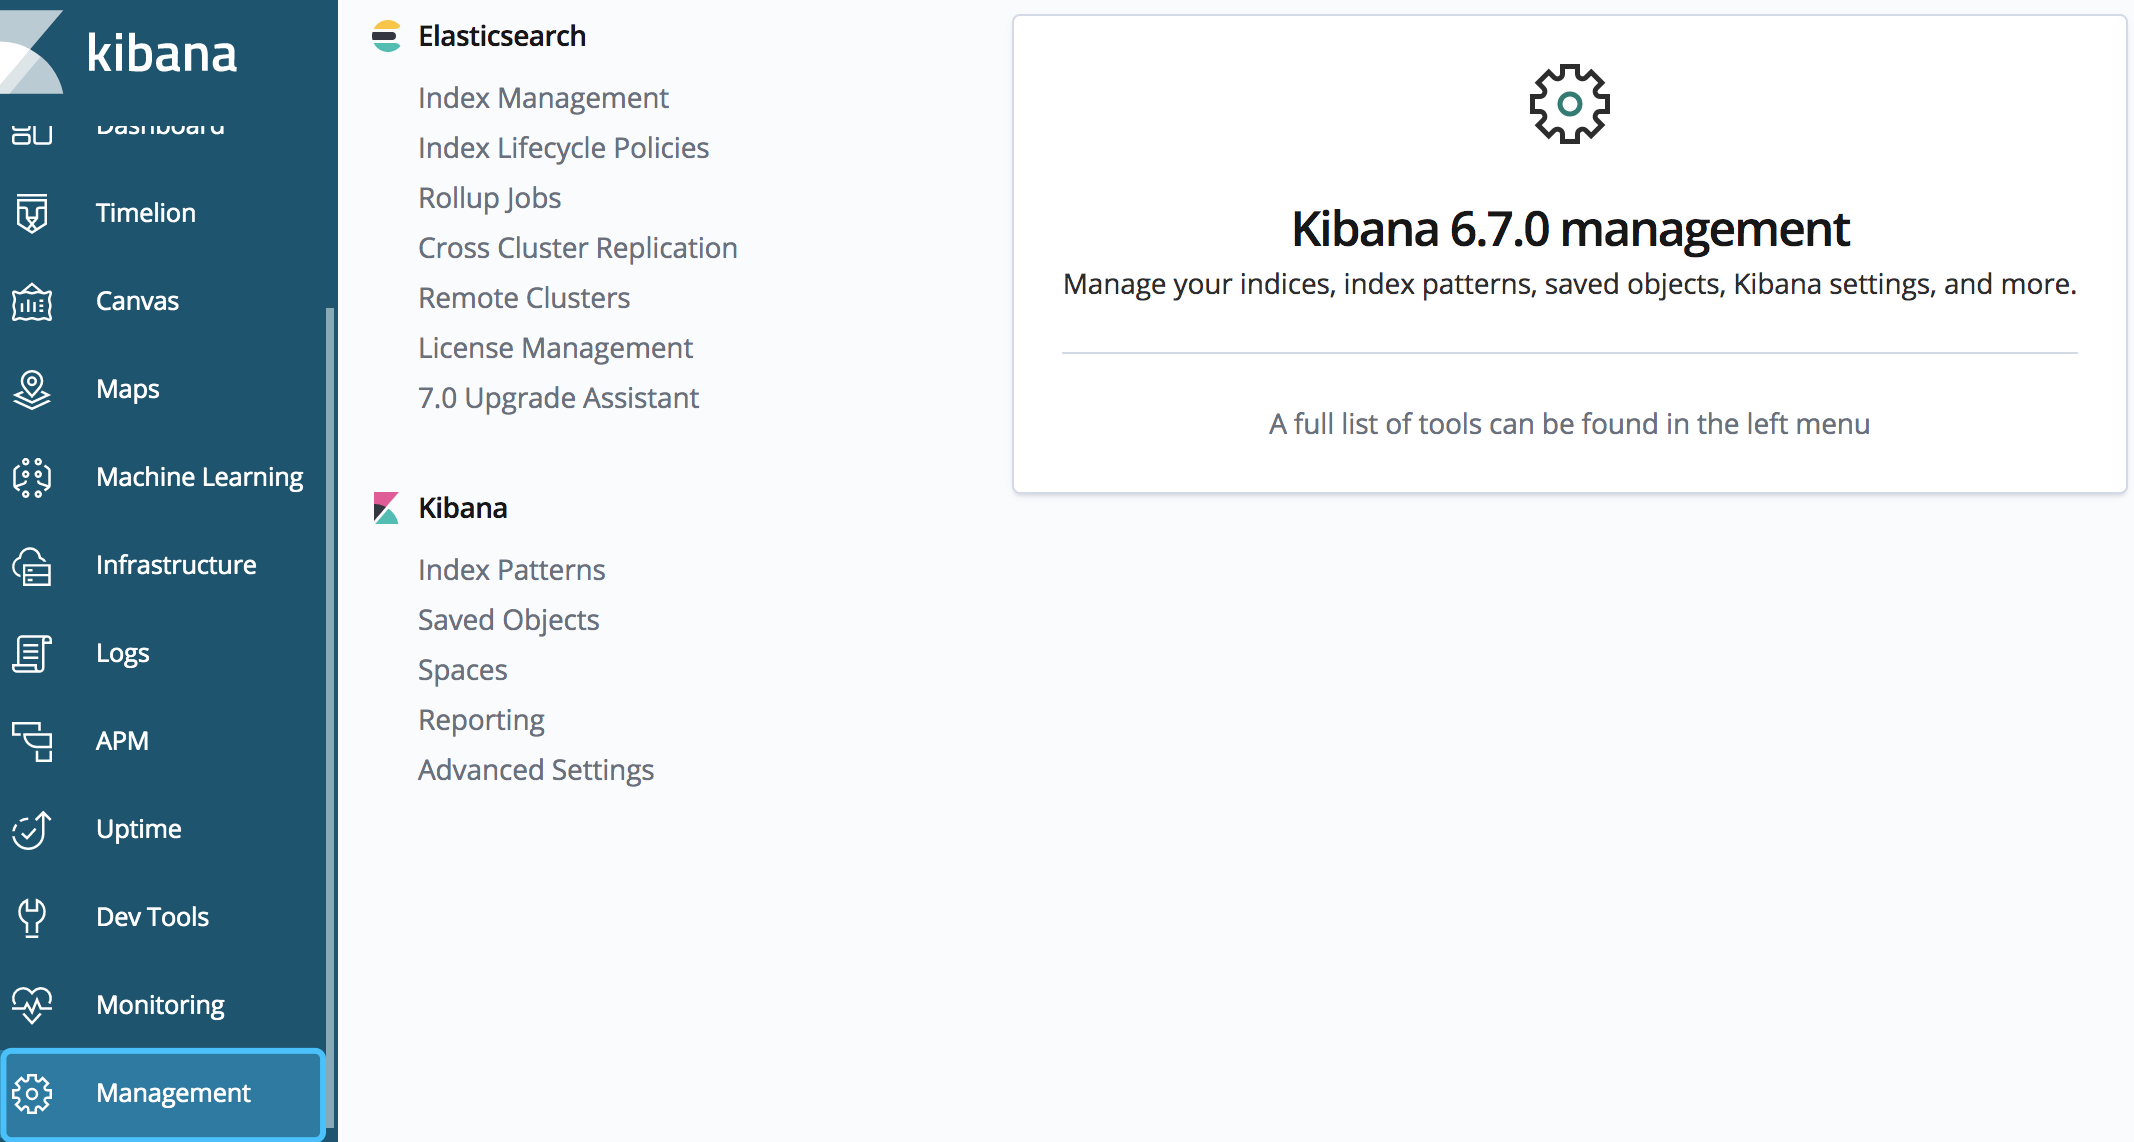 kibana
Dashboard
Timelion
Canvas
Maps
Machine Learning
Infrastructure
Logs
APM
Uptime
Dev Tools
Monitoring
Management
Elasticsearch
Index Management
Index Lifecycle Policies
Rollup Jobs
Cross Cluster Replication
Remote Clusters
License Management
7.0 Upgrade Assistant
Kibana
Index Patterns
Saved Objects
Spaces
Reporting
Advanced Settings
Kibana 6.7.0 management
Manage your indices, index patterns, saved objects, Kibana settings, and more.
A full list of tools can be found in the left menu